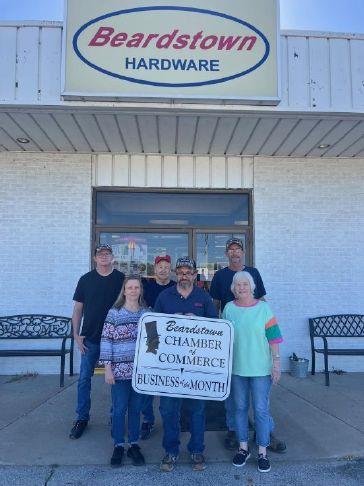 Beardstown
HARDWARE
Beardstown
CHAMBER
of
COMMERCE
BUSINESS of the MONTH